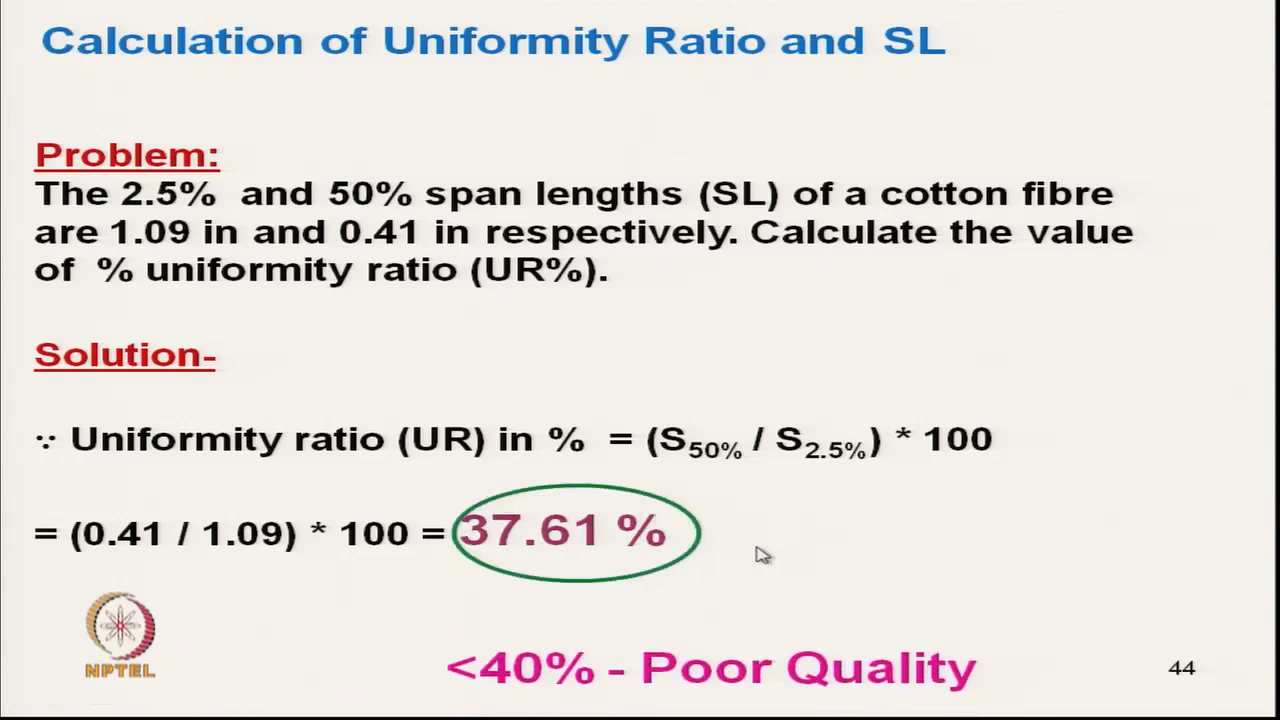 Calculation of Uniformity Ratio and SL
Problem:
The 2.5% and 50% span lengths (SL) of a cotton fibre
are 1.09 in and 0.41 in respectively. Calculate the value
of % uniformity ratio (UR%).
Solution-
∵ Uniformity ratio (UR) in % = (S50% / S2.5%) * 100
= (0.41 / 1.09) * 100 = 37.61 %
NPTEL
<40% - Poor Quality
44